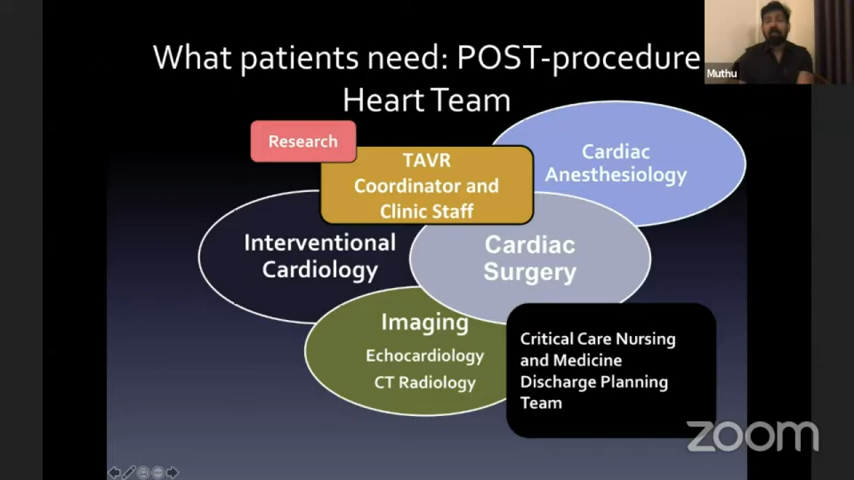 What patients need: POST-procedure
Heart Team
Muthu
Research
TAVR
Coordinator and
Clinic Staff
Cardiac
Anesthesiology
Interventional
Cardiology
Cardiac
Surgery
Imaging
Echocardiology
CT Radiology
Critical Care Nursing
and Medicine
Discharge Planning
Team
zoom